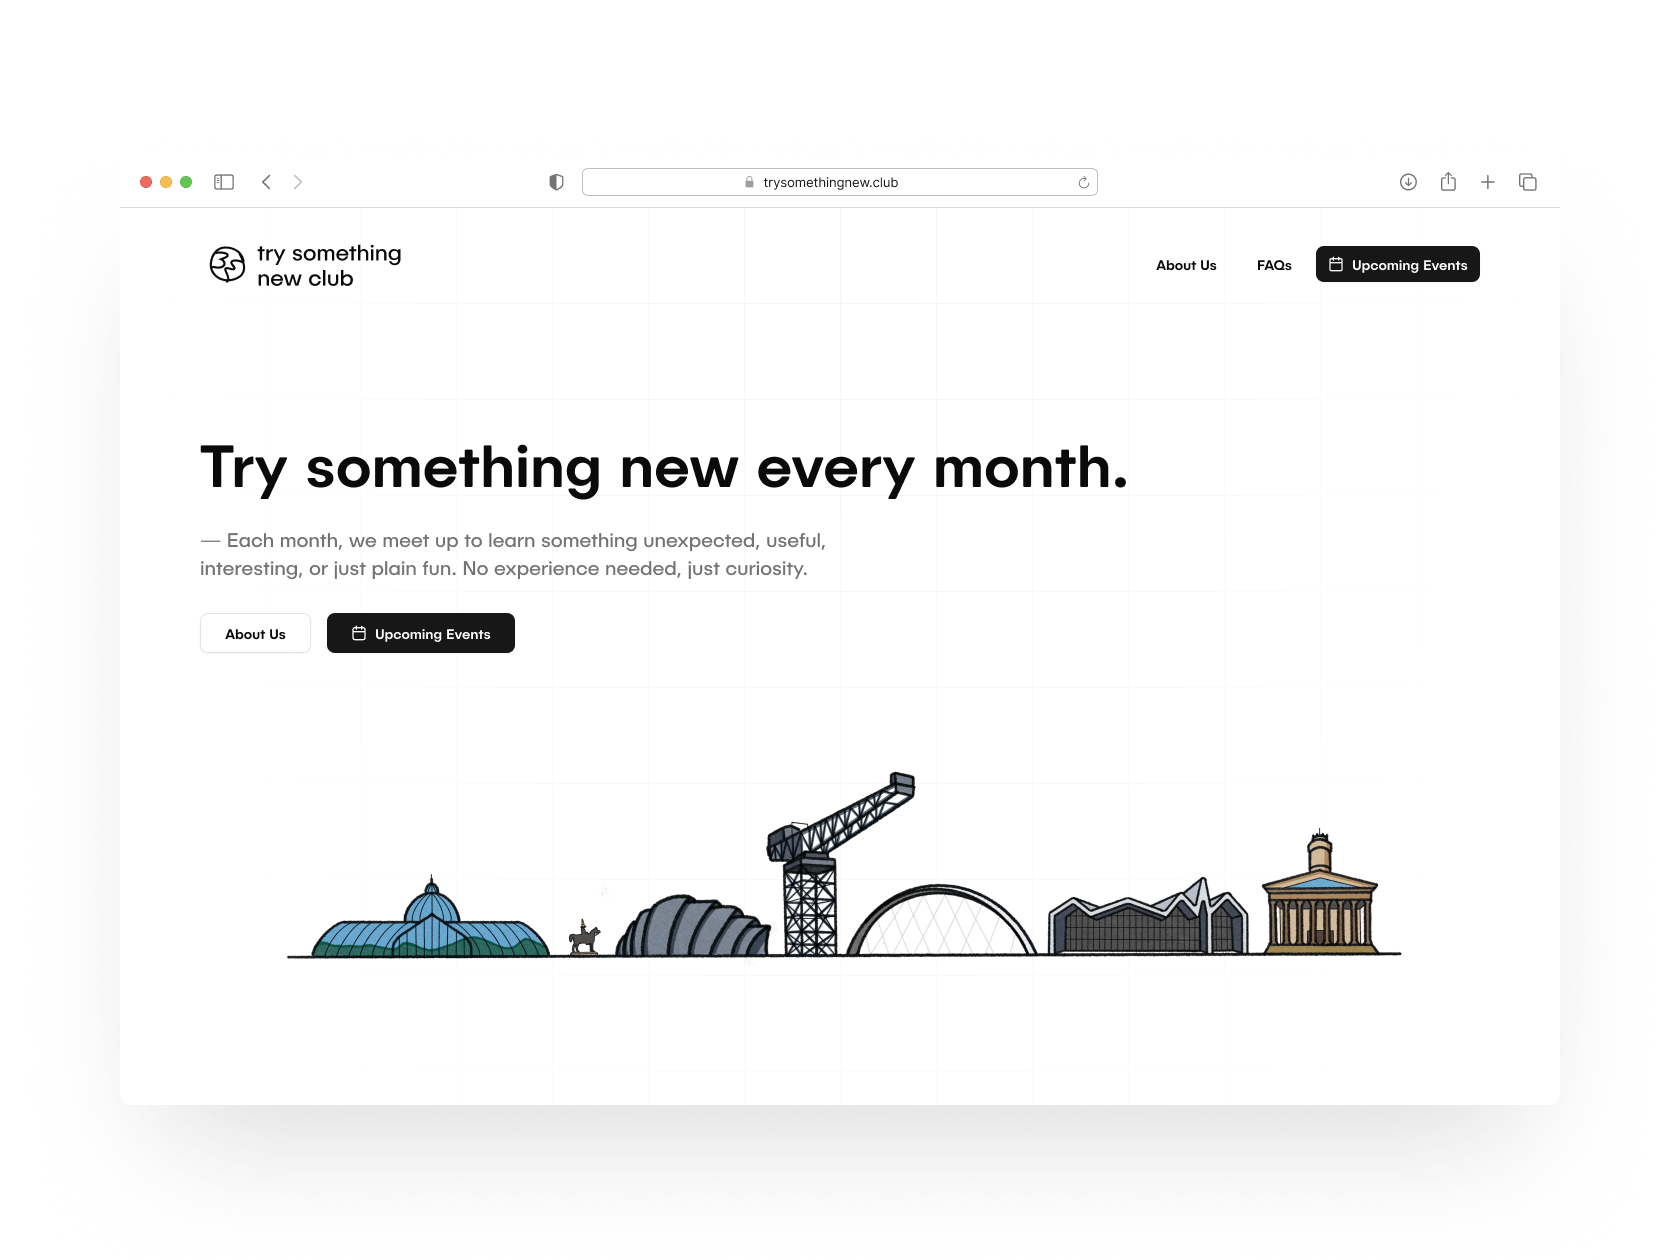 trysomethingnew.club
try something
new club
About Us
FAQs
Upcoming Events
Try something new every month.
— Each month, we meet up to learn something unexpected, useful,
interesting, or just plain fun. No experience needed, just curiosity.
About Us
Upcoming Events